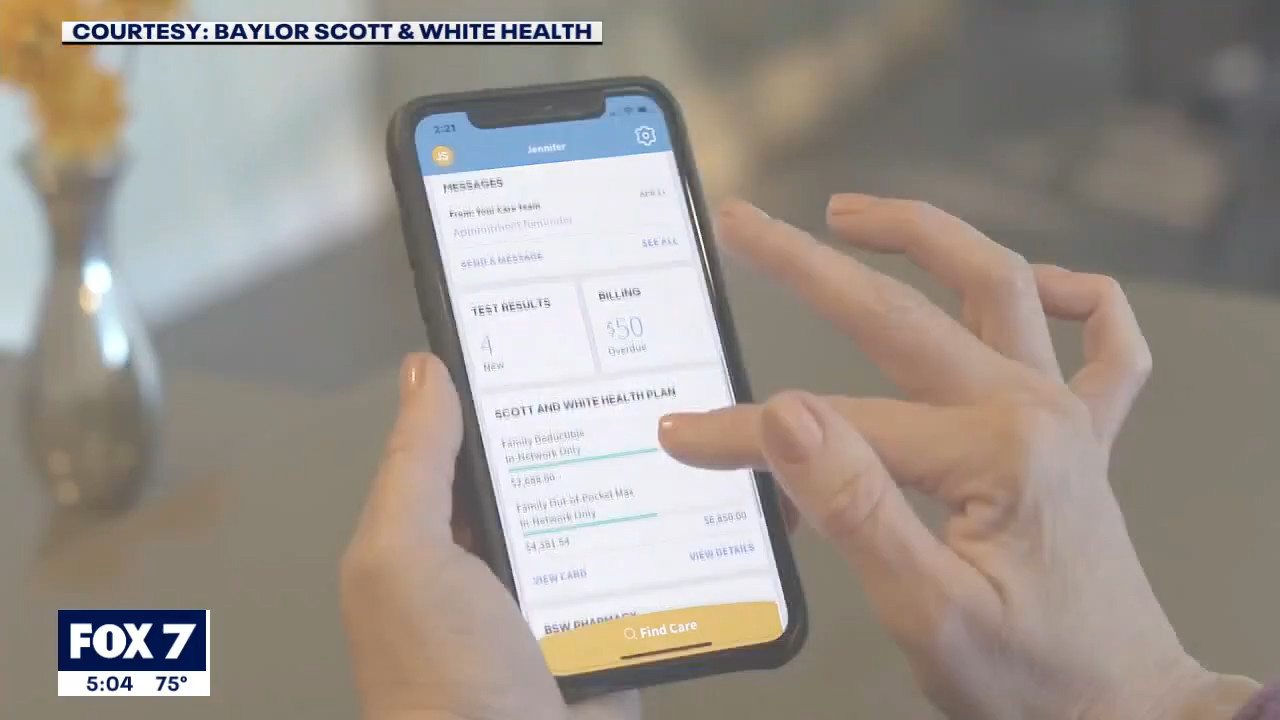 COURTESY: BAYLOR SCOTT & WHITE HEALTH
2:21
JS
Jennifer
MESSAGES
From: Your Care Team
Appointment Reminder
SEND A MESSAGE
SEE ALL
TEST RESULTS
4
New
BILLING
$50
Overdue
SCOTT AND WHITE HEALTH PLAN
Family Deductible
In-Network Only
Family Out-of-Pocket Max
In-Network Only
$4,381.54
$6,850.00
VIEW CARD
VIEW DETAILS
BSW PHARMACY
Find Care
FOX 7
5:04 75°